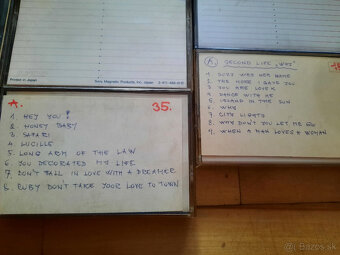 Printed in Japan
Sony Magnetic Products, Inc. Japan
A.
35.
1. HEY YOU!
2. HONEY BABY
3. SAFARI
4. LUCILLE
5. LONG ARM OF THE LAW
6. YOU DECORATED MY LIFE
7. DON'T FALL IN LOVE WITH A DREAMER
8. RUBY DON'T TAKE YOUR LOVE TO TOWN
A. SECOND LIFE
1. SUZY WAS HER NAME
2. THE MORE I GAVE YOU
3. YOU ARE LOVE
4. DANCE WITH ME
5. ISLAND IN THE SUN
6. WHY
7. CITY LIGHTS
8. WHY DON'T YOU LET ME GO
9. WHEN A MAN LOVES A WOMAN
Bazos.sk